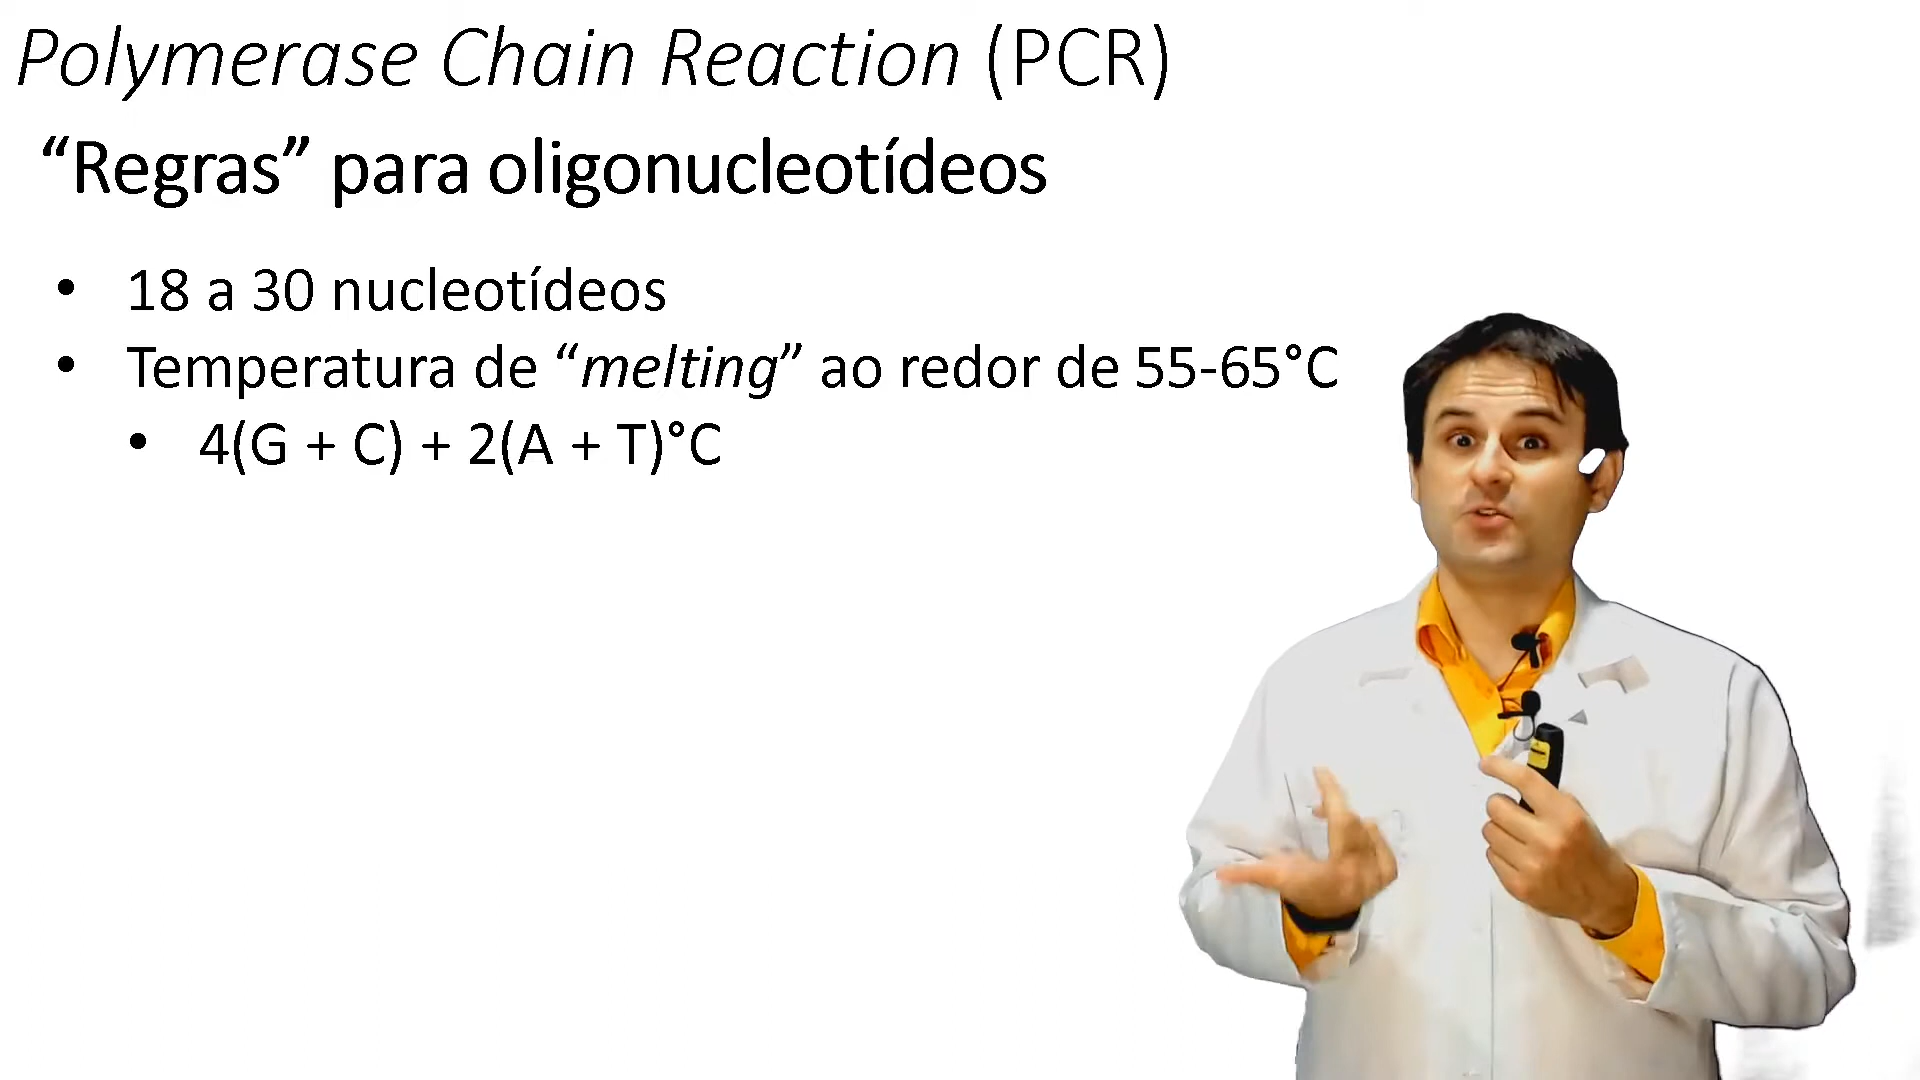 Polymerase Chain Reaction (PCR)
“Regras” para oligonucleotídeos
• 18 a 30 nucleotídeos
• Temperatura de “melting” ao redor de 55-65°C
• 4(G + C) + 2(A + T)°C